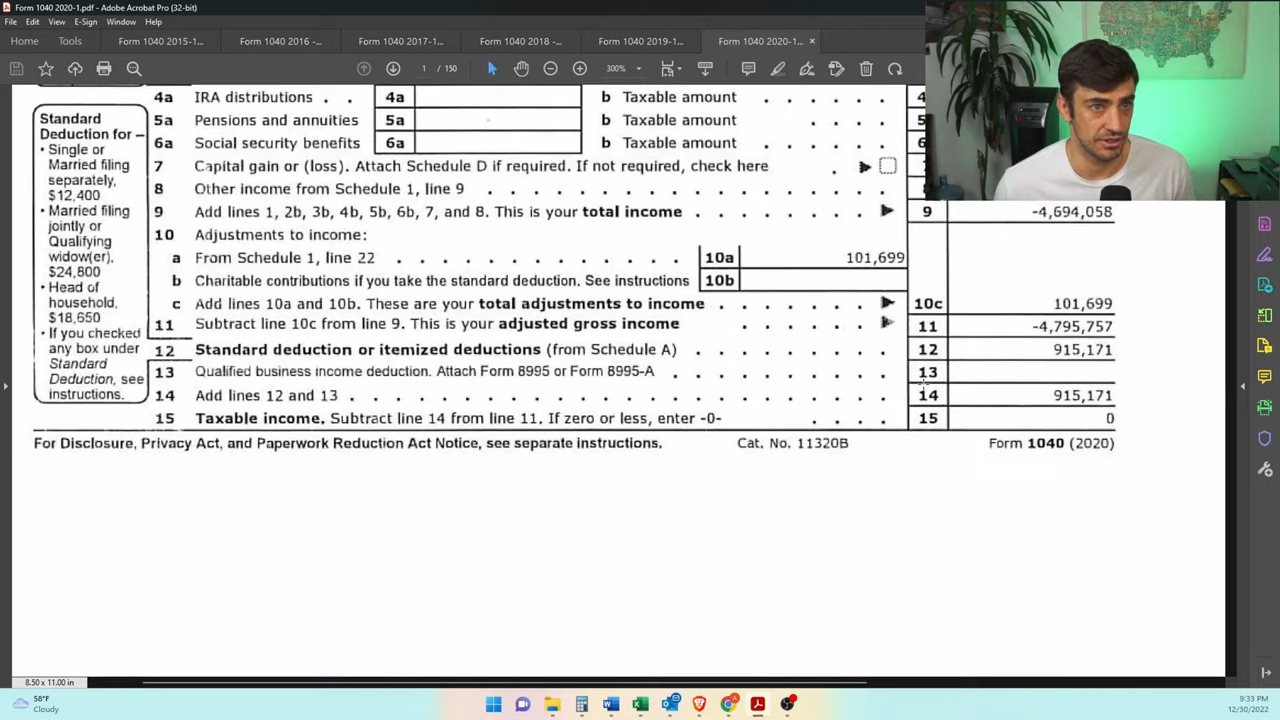 Form 1040 2020-1.pdf - Adobe Acrobat Pro (32-bit)
File Edit View E-Sign Window Help
Home Tools Form 1040 2015-1... Form 1040 2016 -... Form 1040 2017-1... Form 1040 2018 -... Form 1040 2019-1... Form 1040 2020-1... ×
1 / 150 300%
Standard
Deduction for—
• Single or
Married filing
separately,
$12,400
• Married filing
jointly or
Qualifying
widow(er),
$24,800
• Head of
household,
$18,650
• If you checked
any box under
Standard
Deduction, see
instructions.
4a IRA distributions . . 4a b Taxable amount . . . . . . 4
5a Pensions and annuities 5a b Taxable amount . . . . . . 5
6a Social security benefits 6a b Taxable amount . . . . . .
7 Capital gain or (loss). Attach Schedule D if required. If not required, check here .
8 Other income from Schedule 1, line 9 . . . . . . . . . . . . . . . . . .
9 Add lines 1, 2b, 3b, 4b, 5b, 6b, 7, and 8. This is your total income . . . . . . . . 9 -4,694,058
10 Adjustments to income:
a From Schedule 1, line 22 . . . . . . . . . . . . . 10a 101,699
b Charitable contributions if you take the standard deduction. See instructions 10b
c Add lines 10a and 10b. These are your total adjustments to income . . . . . . . 10c 101,699
11 Subtract line 10c from line 9. This is your adjusted gross income . . . . . . 11 -4,795,757
12 Standard deduction or itemized deductions (from Schedule A) . . . . . . . . . 12 915,171
13 Qualified business income deduction. Attach Form 8995 or Form 8995-A . . . . . . . . . . 13
14 Add lines 12 and 13 . . . . . . . . . . . . . . . . . . . . . . . . 14 915,171
15 Taxable income. Subtract line 14 from line 11. If zero or less, enter -0- . . . . 15 0
For Disclosure, Privacy Act, and Paperwork Reduction Act Notice, see separate instructions. Cat. No. 11320B Form 1040 (2020)
8.50 x 11.00 in
58°F
Cloudy
9:33 PM
12/30/2022